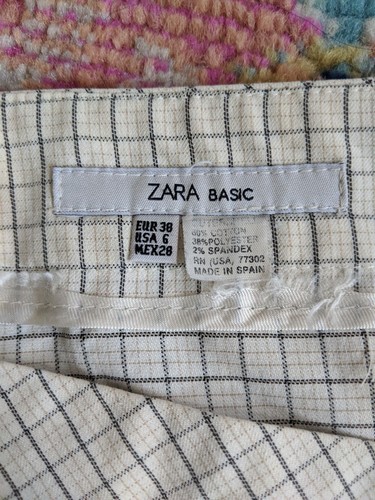 ZARA BASIC
EUR 38
USA 6
MEX 28
60% COTTON
38% POLYESTER
2% SPANDEX
RN (USA, 77302
MADE IN SPAIN